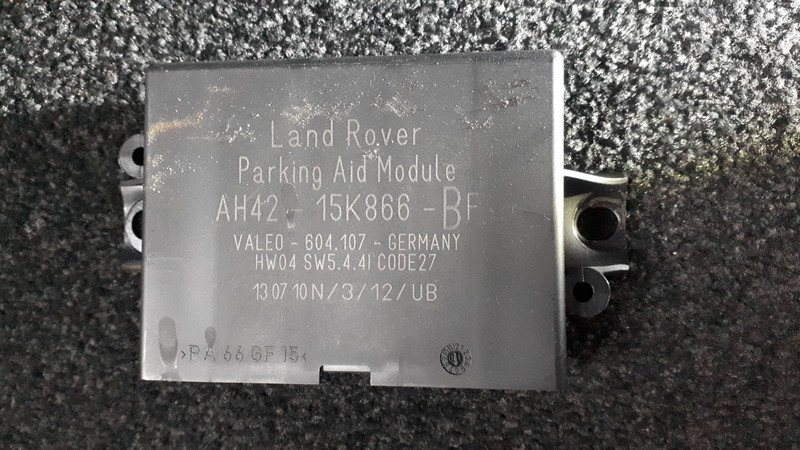 Land Rover
Parking Aid Module
AH42 - 15K866 - BF
VALEO - 604.107 - GERMANY
HW04 SW5.4.41 CODE27
13 07 10 N/3/12/UB
>PA 66 GF 15<